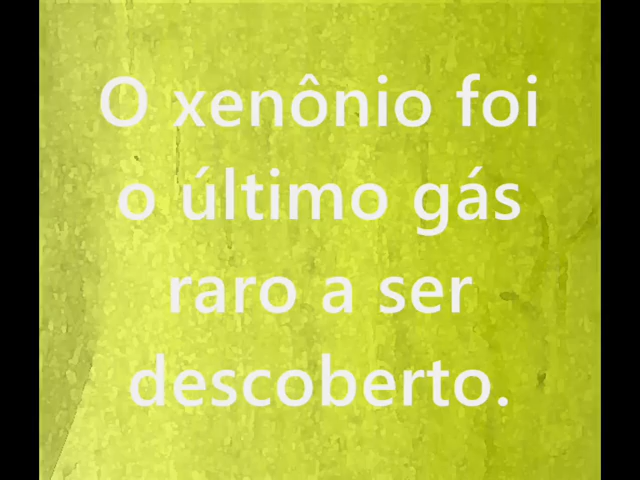 O xenônio foi
o último gás
raro a ser
descoberto.